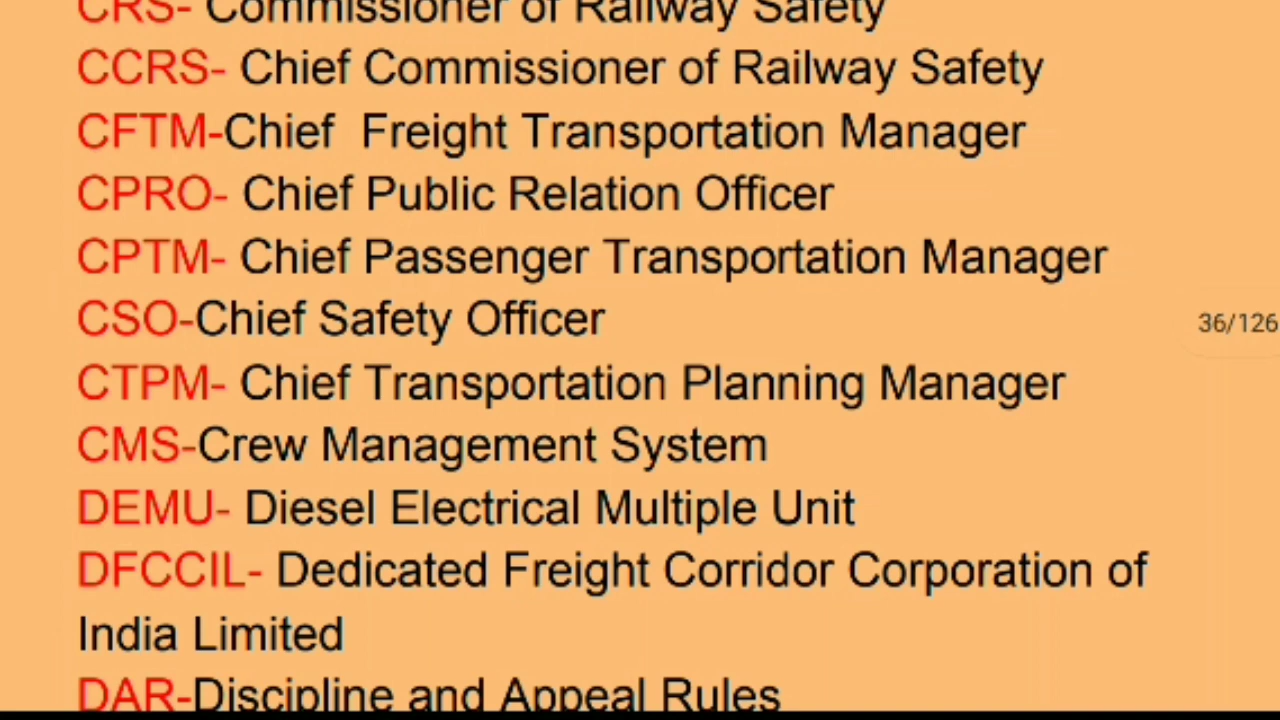 CRS- Commissioner of Railway Safety
CCRS- Chief Commissioner of Railway Safety
CFTM-Chief  Freight Transportation Manager
CPRO- Chief Public Relation Officer
CPTM- Chief Passenger Transportation Manager
CSO-Chief Safety Officer
36/126
CTPM- Chief Transportation Planning Manager
CMS-Crew Management System
DEMU- Diesel Electrical Multiple Unit
DFCCIL- Dedicated Freight Corridor Corporation of
India Limited
DAR-Discipline and Appeal Rules